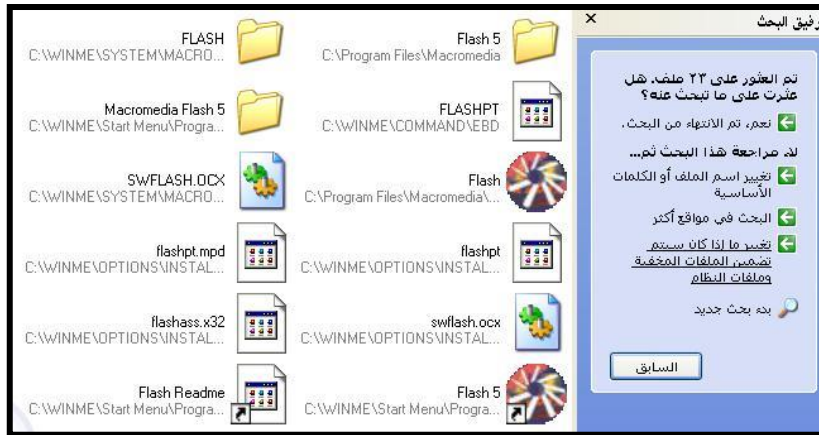 رفيق البحث
تم العثور على ٢٣ ملف. هل
عثرت على ما تبحث عنه؟
نعم، تم الانتهاء من البحث.
لا. مراجعة هذا البحث ثم...
تغيير اسم الملف أو الكلمات
الأساسية
البحث في مواقع أكثر
تغيير ما إذا كان سيتم
تضمين الملفات المخفية
وملفات النظام
بدء بحث جديد
السابق
Flash 5
C:\Program Files\Macromedia
FLASH
C:\WINME\SYSTEM\MACRO...
FLASHPT
C:\WINME\COMMAND\EBD
Macromedia Flash 5
C:\WINME\Start Menu\Progra...
Flash
C:\Program Files\Macromedia\...
SWFLASH.OCX
C:\WINME\SYSTEM\MACRO...
flashpt
C:\WINME\OPTIONS\INSTAL...
flashpt.mpd
C:\WINME\OPTIONS\INSTAL...
swflash.ocx
C:\WINME\OPTIONS\INSTAL...
flashass.x32
C:\WINME\OPTIONS\INSTAL...
Flash 5
C:\WINME\Start Menu\Progra...
Flash Readme
C:\WINME\Start Menu\Progra...